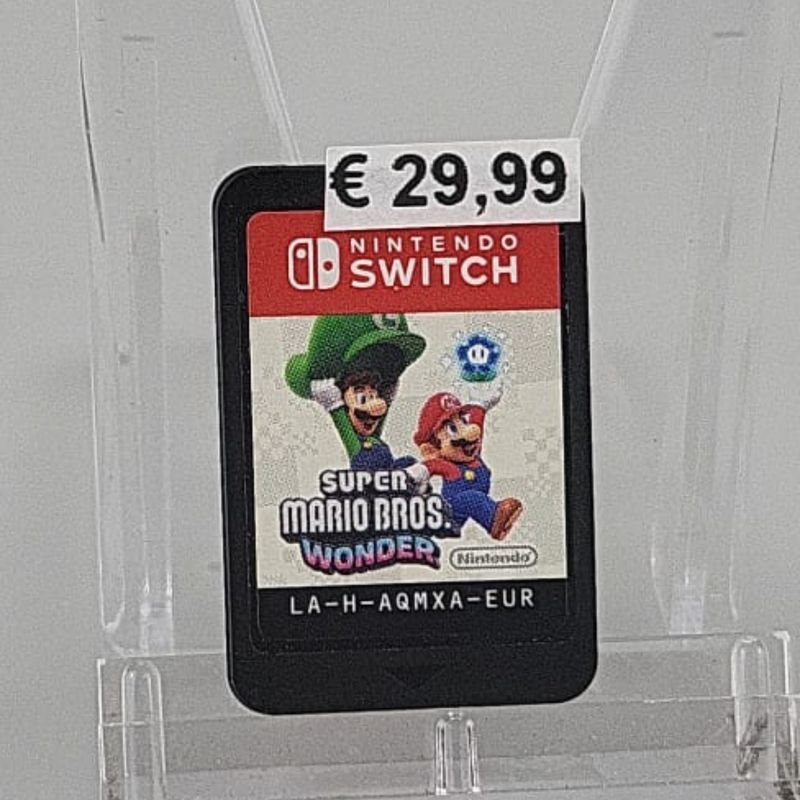 € 29,99
NINTENDO
SWITCH
SUPER
MARIO BROS.
WONDER
Nintendo
LA-H-AQMXA-EUR